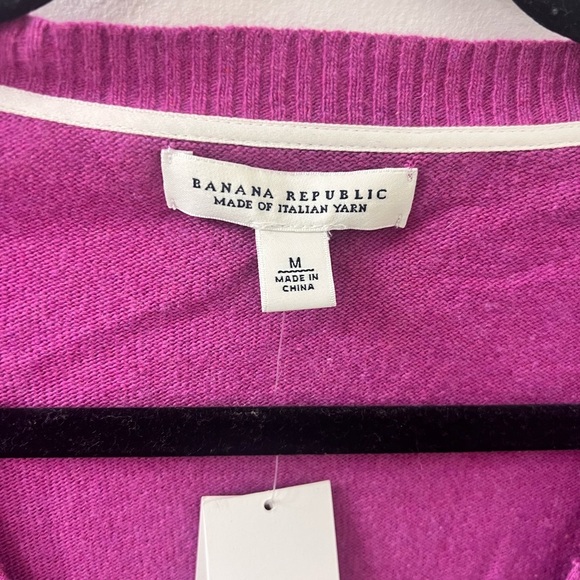 BANANA REPUBLIC
MADE OF ITALIAN YARN
M
MADE IN
CHINA